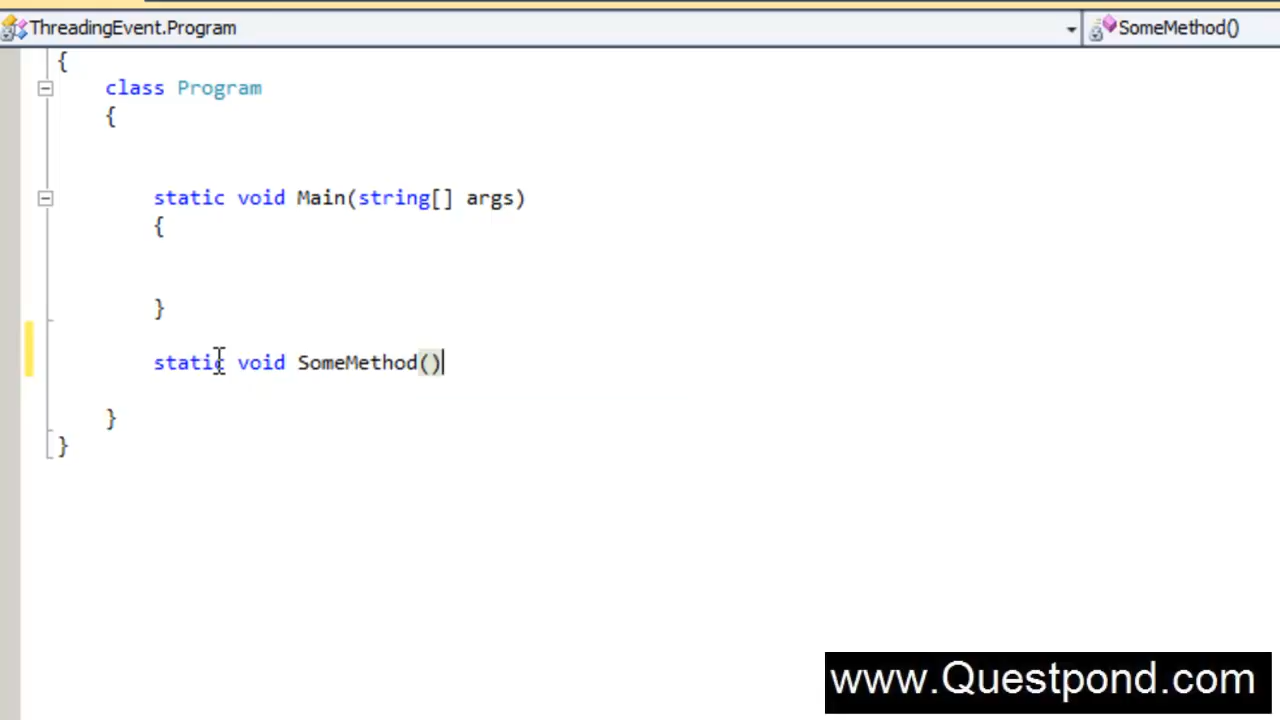 ThreadingEvent.Program SomeMethod()
{
class Program
{
static void Main(string[] args)
{
}
static void SomeMethod()
}
}
www.Questpond.com